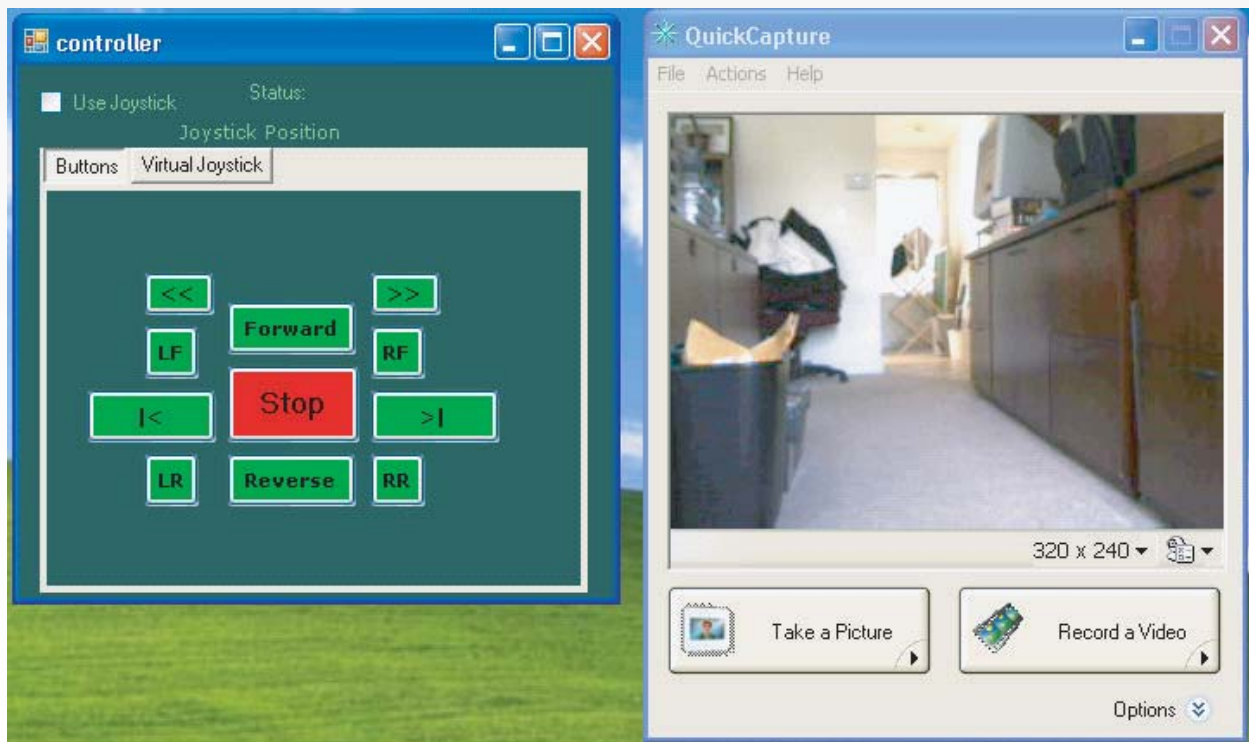 controller
Use Joystick
Status:
Joystick Position
Buttons
Virtual Joystick
<<
>>
Forward
LF
RF
Stop
|<
>|
LR
Reverse
RR
QuickCapture
File Actions Help
320 x 240
Take a Picture
Record a Video
Options